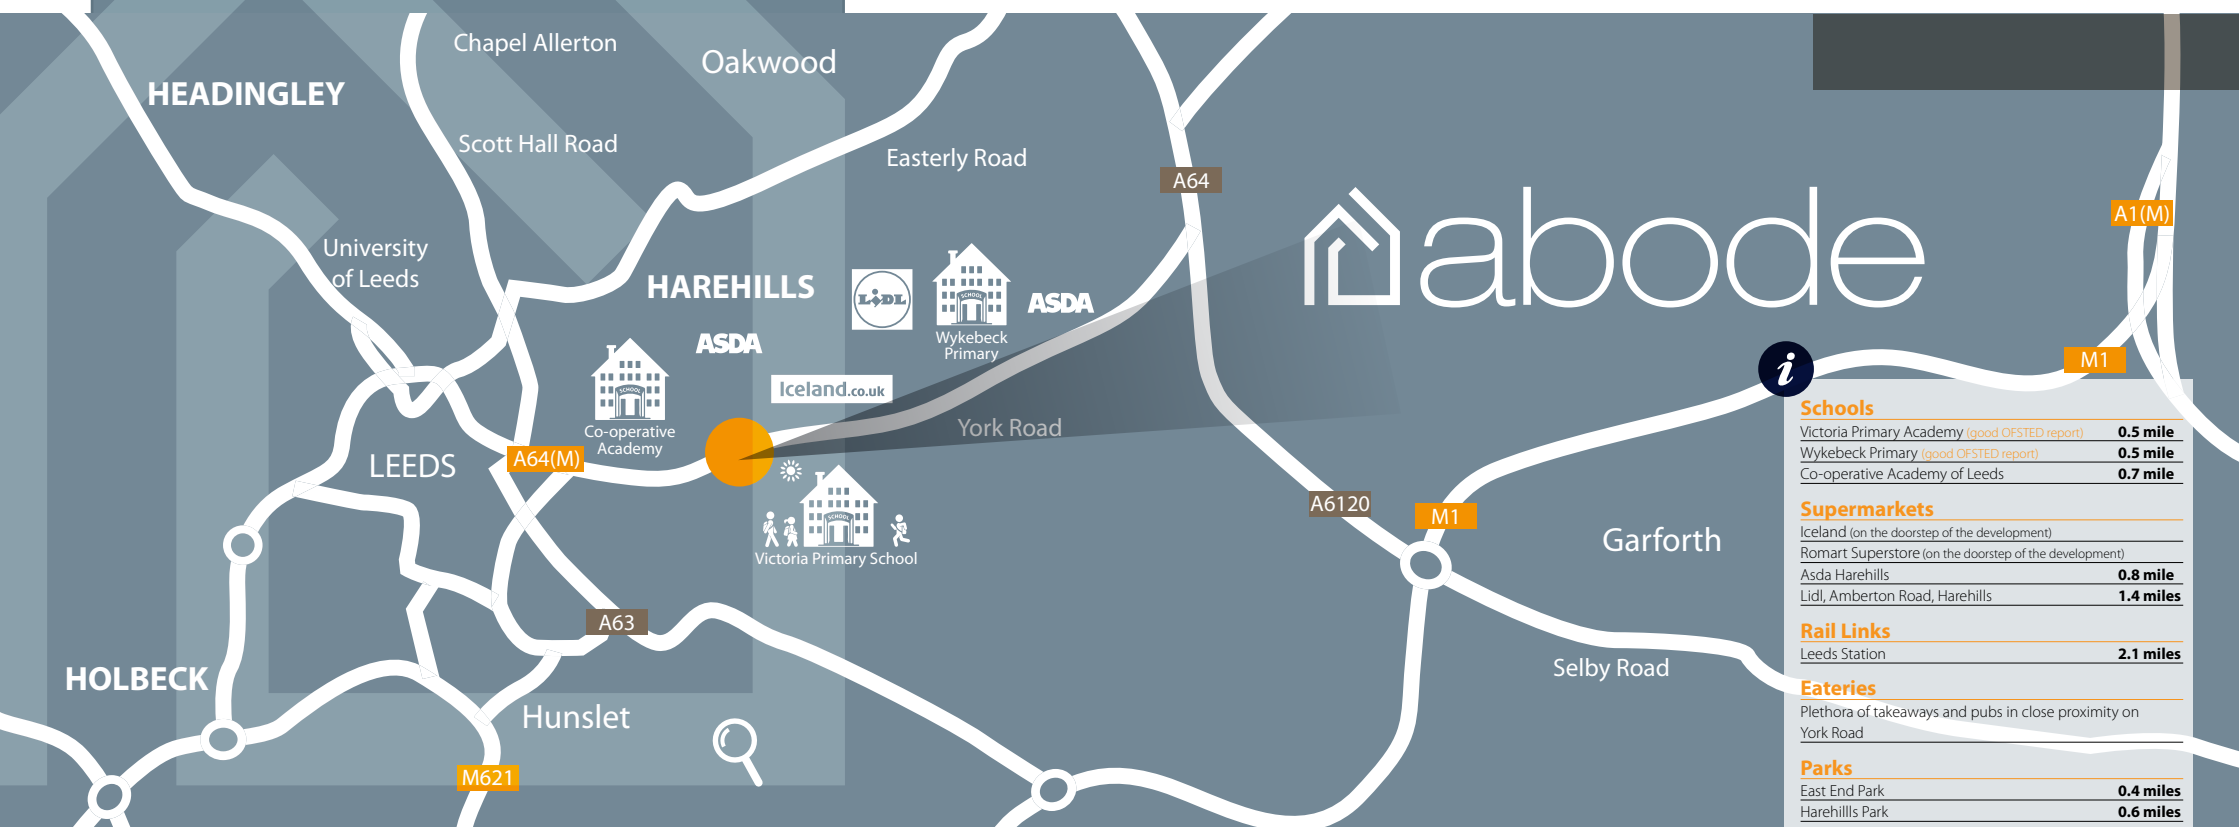 Chapel Allerton
Oakwood
HEADINGLEY
Scott Hall Road
Easterly Road
A64
A1(M)
abode
University
of Leeds
HAREHILLS
LIDL
SCHOOL
ASDA
Wykebeck
Primary
ASDA
M1
i
SCHOOL
Iceland.co.uk
Co-operative
Academy
York Road
LEEDS
A64(M)
A6120
M1
SCHOOL
Victoria Primary School
Garforth
A63
Selby Road
HOLBECK
Hunslet
M621
Schools
Victoria Primary Academy (good OFSTED report) 0.5 mile
Wykebeck Primary (good OFSTED report) 0.5 mile
Co-operative Academy of Leeds 0.7 mile
Supermarkets
Iceland (on the doorstep of the development)
Romart Superstore (on the doorstep of the development)
Asda Harehills 0.8 mile
Lidl, Amberton Road, Harehills 1.4 miles
Rail Links
Leeds Station 2.1 miles
Eateries
Plethora of takeaways and pubs in close proximity on
York Road
Parks
East End Park 0.4 miles
Harehillls Park 0.6 miles